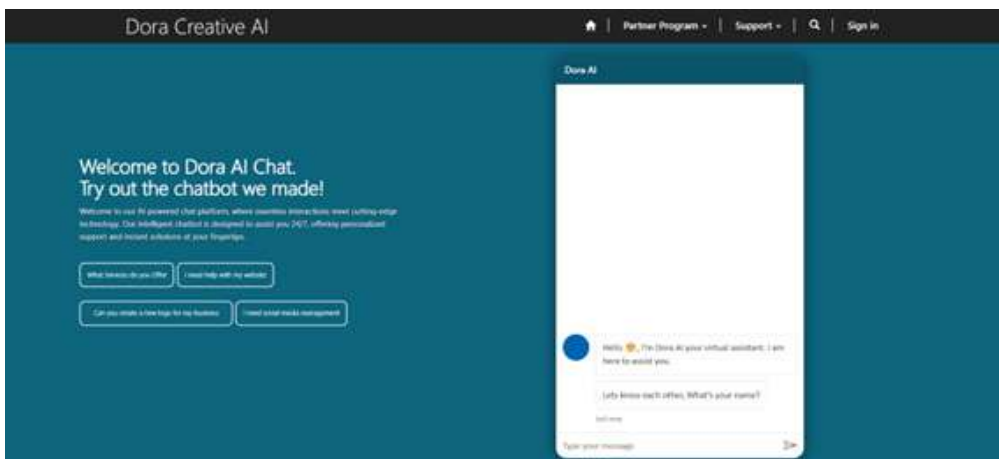 Dora Creative AI
Partner Program
Support
Sign in
Dora AI
Welcome to Dora AI Chat.
Try out the chatbot we made!
Welcome to our AI-powered chat platform, where seamless interactions meet cutting-edge
technology. Our intelligent chatbot is designed to assist you 24/7, offering personalized
support and instant solutions at your fingertips.
What Services do you Offer
I need help with my website
Can you create a new logo for my business
I need social media management
Hello 😊, I'm Dora AI your virtual assistant. I am
here to assist you.
Lets know each other, What's your name?
Just now
Type your message